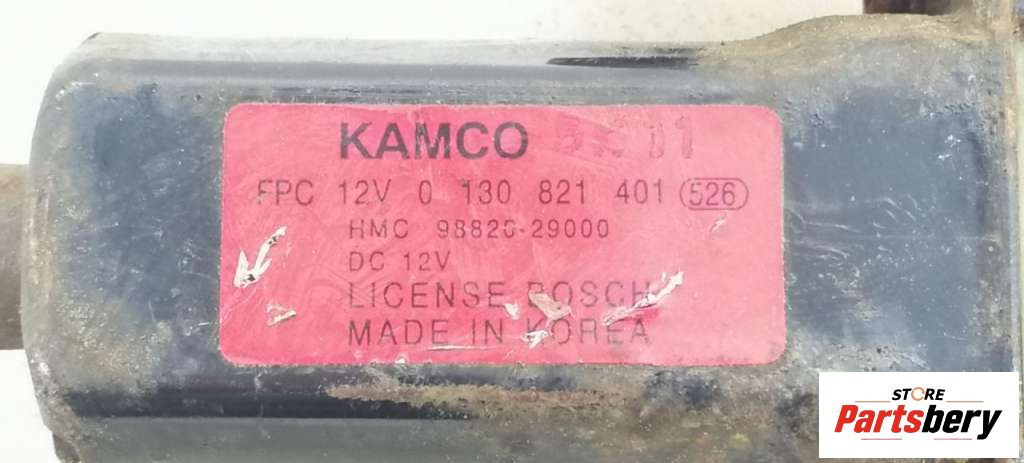 KAMCO
FPC 12V 0 130 821 401 526
HMC 98820-29000
DC 12V
LICENSE BOSCH
MADE IN KOREA
STORE
Partsbery